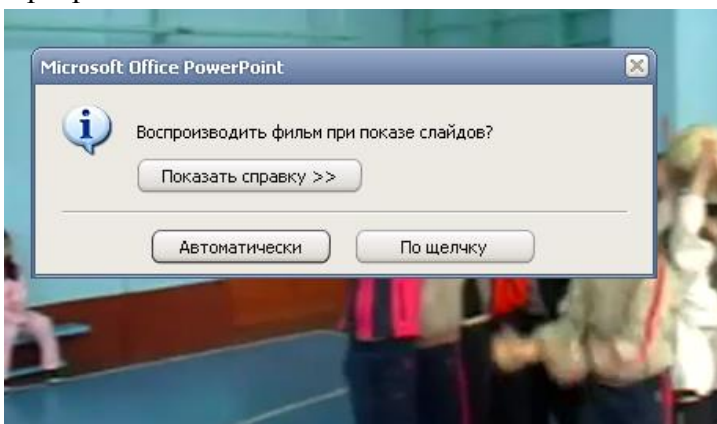 Microsoft Office PowerPoint
Воспроизводить фильм при показе слайдов?
Показать справку >>
Автоматически
По щелчку